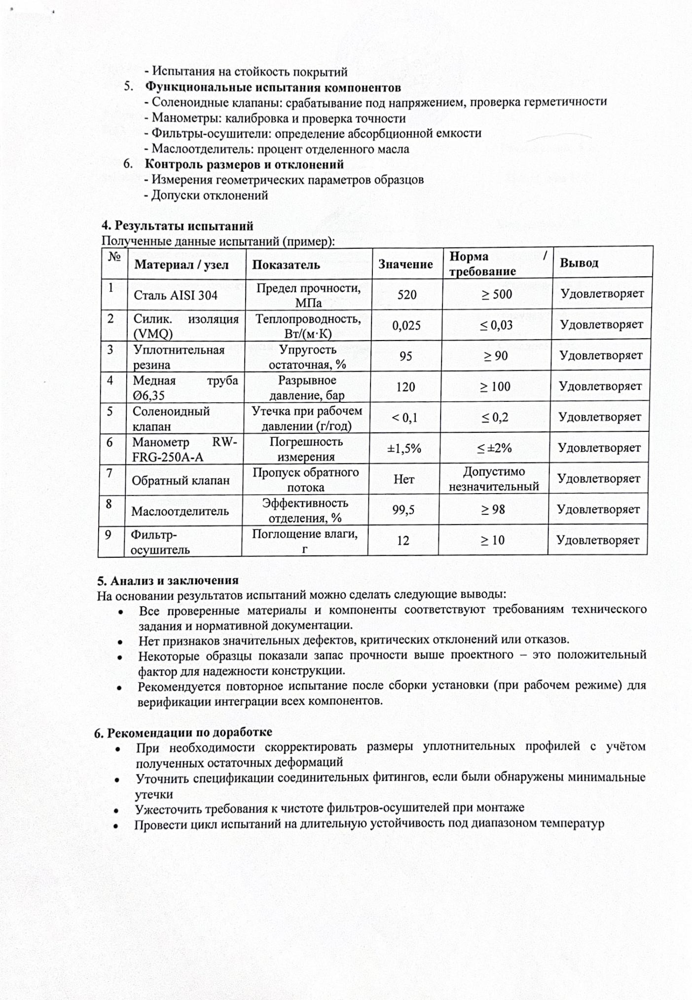 - Испытания на стойкость покрытий
5. Функциональные испытания компонентов
- Соленоидные клапаны: срабатывание под напряжением, проверка герметичности
- Манометры: калибровка и проверка точности
- Фильтры-осушители: определение абсорбционной емкости
- Маслоотделитель: процент отделенного масла
6. Контроль размеров и отклонений
- Измерения геометрических параметров образцов
- Допуски отклонений
4. Результаты испытаний
Полученные данные испытаний (пример):
№ Материал / узел Показатель Значение Норма / требование Вывод
1 Сталь AISI 304 Предел прочности, МПа 520 ≥ 500 Удовлетворяет
2 Силик. изоляция (VMQ) Теплопроводность, Вт/(м·К) 0,025 ≤ 0,03 Удовлетворяет
3 Уплотнительная резина Упругость остаточная, % 95 ≥ 90 Удовлетворяет
4 Медная труба Ø6,35 Разрывное давление, бар 120 ≥ 100 Удовлетворяет
5 Соленоидный клапан Утечка при рабочем давлении (г/год) < 0,1 ≤ 0,2 Удовлетворяет
6 Манометр RW-FRG-250A-A Погрешность измерения ±1,5% ≤ ±2% Удовлетворяет
7 Обратный клапан Пропуск обратного потока Нет Допустимо незначительный Удовлетворяет
8 Маслоотделитель Эффективность отделения, % 99,5 ≥ 98 Удовлетворяет
9 Фильтр-осушитель Поглощение влаги, г 12 ≥ 10 Удовлетворяет
5. Анализ и заключения
На основании результатов испытаний можно сделать следующие выводы:
• Все проверенные материалы и компоненты соответствуют требованиям технического
задания и нормативной документации.
• Нет признаков значительных дефектов, критических отклонений или отказов.
• Некоторые образцы показали запас прочности выше проектного – это положительный
фактор для надежности конструкции.
• Рекомендуется повторное испытание после сборки установки (при рабочем режиме) для
верификации интеграции всех компонентов.
6. Рекомендации по доработке
• При необходимости скорректировать размеры уплотнительных профилей с учётом
полученных остаточных деформаций
• Уточнить спецификации соединительных фитингов, если были обнаружены минимальные
утечки
• Ужесточить требования к чистоте фильтров-осушителей при монтаже
• Провести цикл испытаний на длительную устойчивость под диапазоном температур